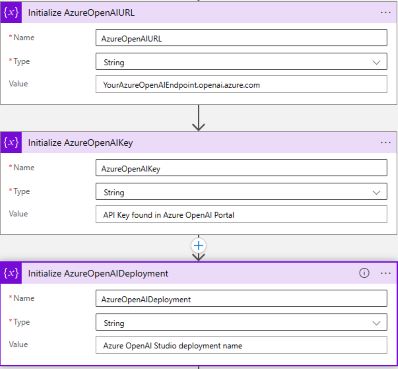 {x} Initialize AzureOpenAIURL ...
* Name AzureOpenAIURL
* Type String
Value YourAzureOpenAIEndpoint.openai.azure.com
{x} Initialize AzureOpenAIKey ...
* Name AzureOpenAIKey
* Type String
Value API Key found in Azure OpenAI Portal
{x} Initialize AzureOpenAIDeployment ...
* Name AzureOpenAIDeployment
* Type String
Value Azure OpenAI Studio deployment name